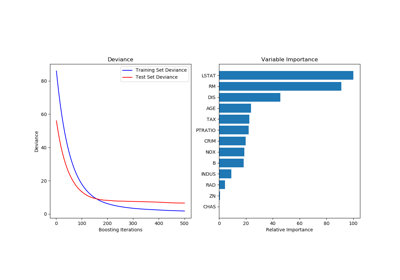 Deviance
Training Set Deviance
Test Set Deviance
80
60
40
20
0
Deviance
0
100
200
300
400
500
Boosting Iterations
Variable Importance
LSTAT
RM
DIS
AGE
TAX
PTRATIO
CRIM
NOX
B
INDUS
RAD
ZN
CHAS
0
20
40
60
80
100
Relative Importance